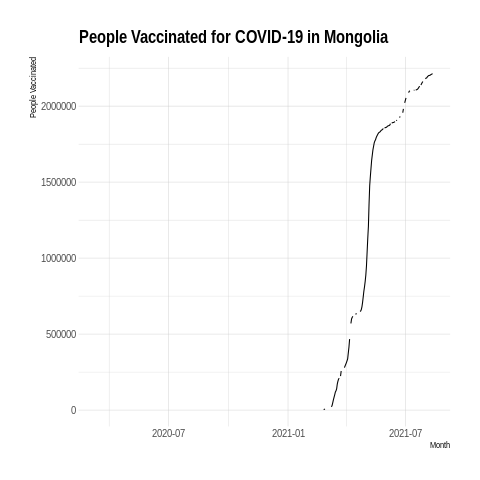 People Vaccinated for COVID-19 in Mongolia
People Vaccinated
2000000
1500000
1000000
500000
0
2020-07 2021-01 2021-07
Month